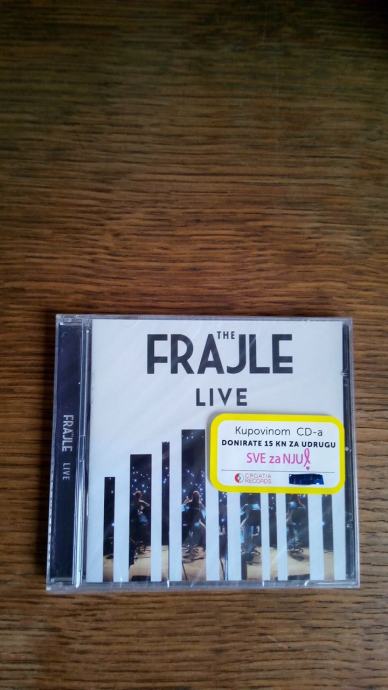 THE
FRAJLE
LIVE
FRAJLE LIVE
Kupovinom CD-a
DONIRATE 15 KN ZA UDRUGU
SVE za NJU!
CROATIA
RECORDS